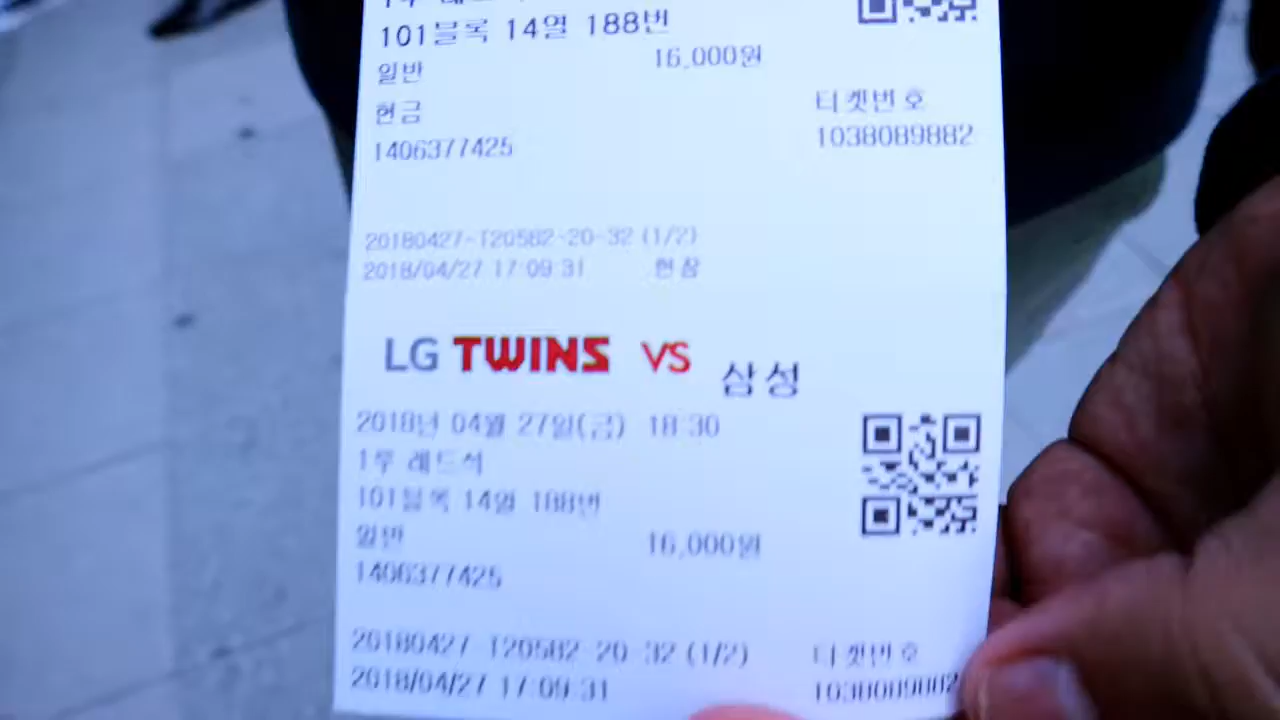 101블록 14열 188번
일반 16,000원
현금 티켓번호
1406377425 1038089882
20180427-T20582-20-32 (1/2)
2018/04/27 17:09:31 현장
LG TWINS VS 삼성
2018년 04월 27일(금) 18:30
1루 레드석
101블록 14열 188번
일반 16,000원
1406377425
20180427-T20582-20-32 (1/2) 티켓번호
2018/04/27 17:09:31 1038089882